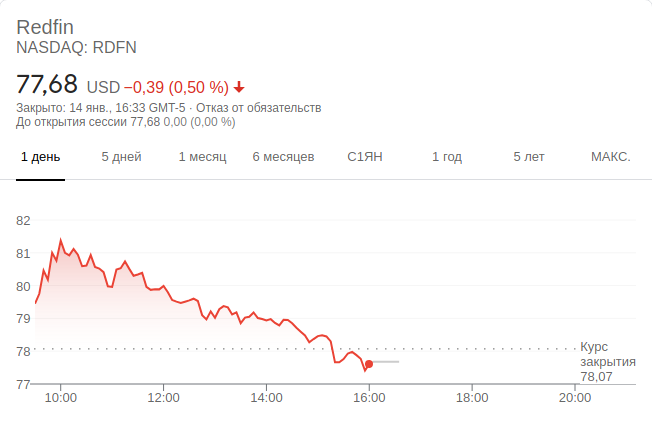 Redfin
NASDAQ: RDFN
77,68 USD −0,39 (0,50 %)
Закрыто: 14 янв., 16:33 GMT-5 · Отказ от обязательств
До открытия сессии 77,68 0,00 (0,00 %)
1 день 5 дней 1 месяц 6 месяцев С1ЯН 1 год 5 лет МАКС.
82
81
80
79
78
77
Курс
закрытия
78,07
10:00 12:00 14:00 16:00 18:00 20:00